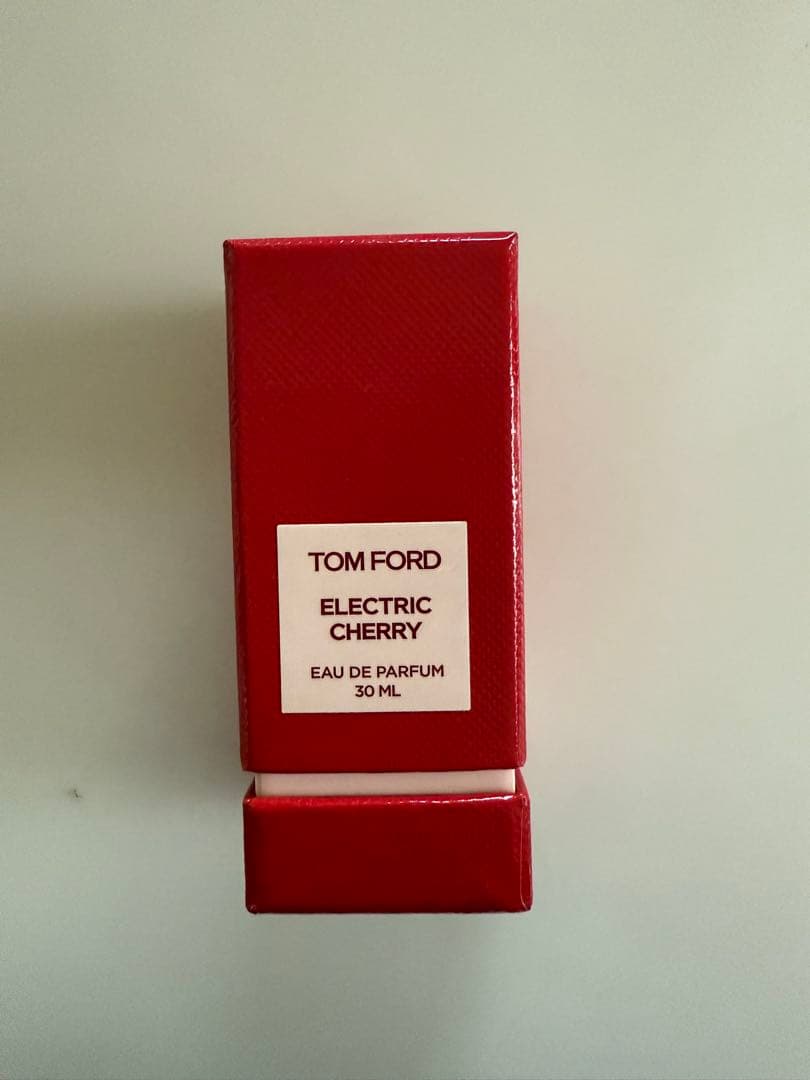 TOM FORD
ELECTRIC
CHERRY
EAU DE PARFUM
30 ML